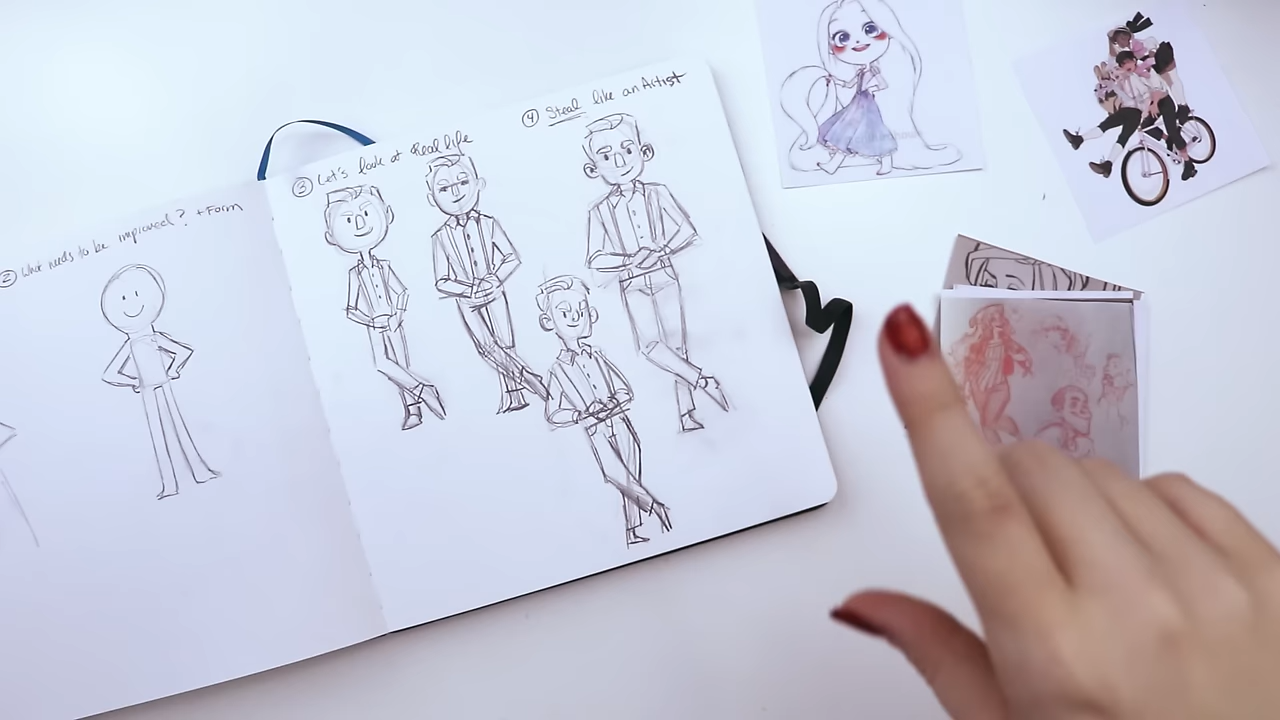 ② What needs to be improved? + Form
③ Let's look at Real life
④ Steal like an Artist